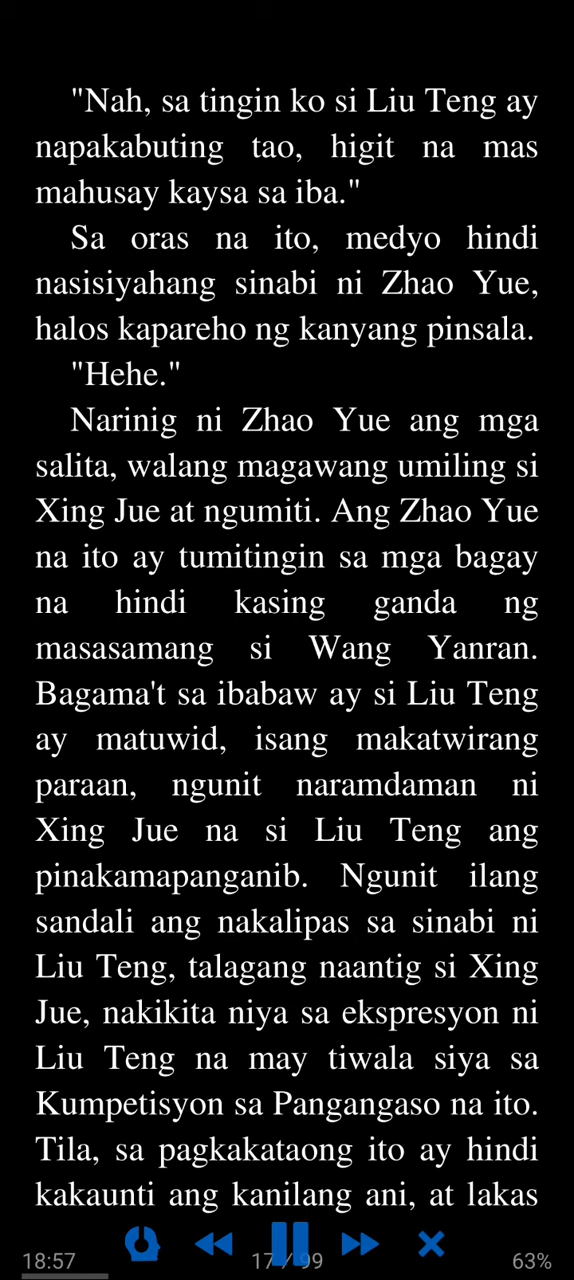 "Nah, sa tingin ko si Liu Teng ay
napakabuting tao, higit na mas
mahusay kaysa sa iba."
Sa oras na ito, medyo hindi
nasisiyahang sinabi ni Zhao Yue,
halos kapareho ng kanyang pinsala.
"Hehe."
Narinig ni Zhao Yue ang mga
salita, walang magawang umiling si
Xing Jue at ngumiti. Ang Zhao Yue
na ito ay tumitingin sa mga bagay
na hindi kasing ganda ng
masasamang si Wang Yanran.
Bagama't sa ibabaw ay si Liu Teng
ay matuwid, isang makatwirang
paraan, ngunit naramdaman ni
Xing Jue na si Liu Teng ang
pinakamapanganib. Ngunit ilang
sandali ang nakalipas sa sinabi ni
Liu Teng, talagang naantig si Xing
Jue, nakikita niya sa ekspresyon ni
Liu Teng na may tiwala siya sa
Kumpetisyon sa Pangangaso na ito.
Tila, sa pagkakataong ito ay hindi
kakaunti ang kanilang ani, at lakas
18:57 17 / 99 63%